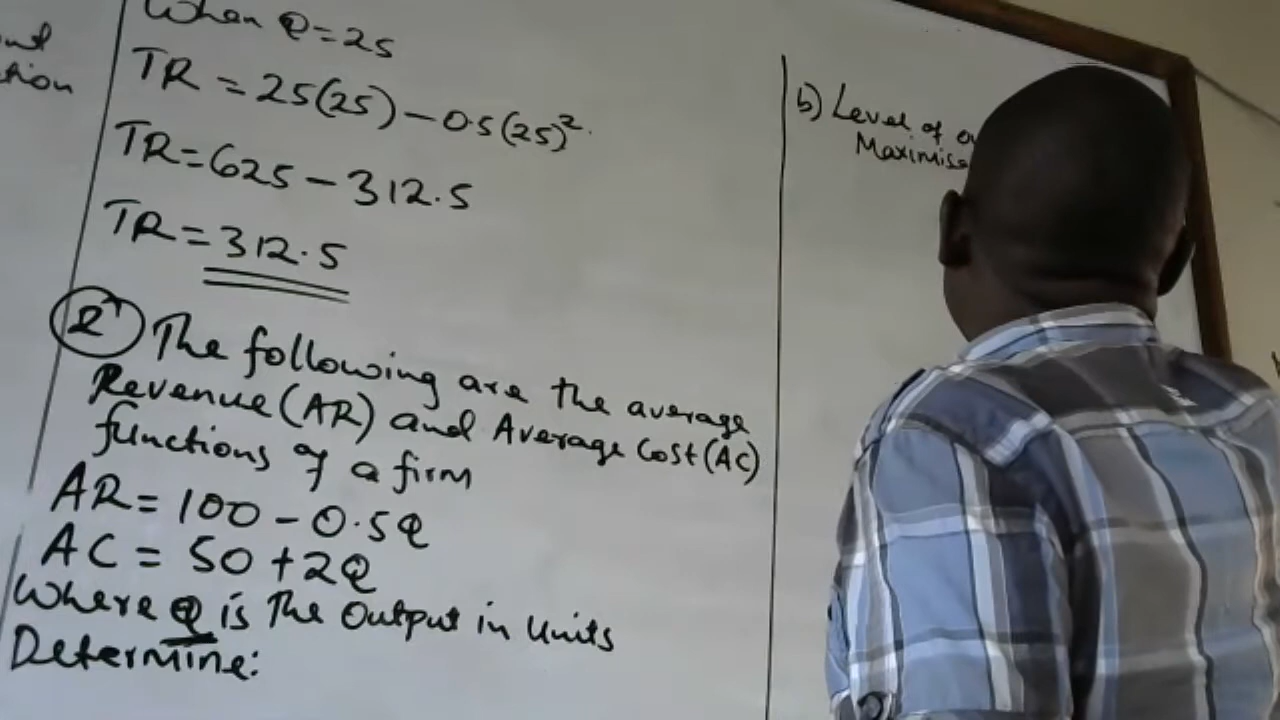 When Q=25
TR = 25(25) - 0.5(25)².
TR = 625 - 312.5
TR = 312.5
2 The following are the average
Revenue (AR) and Average Cost (AC)
functions of a firm
AR = 100 - 0.5Q
AC = 50 + 2Q
Where Q is The Output in Units
Determine:
b) Level of